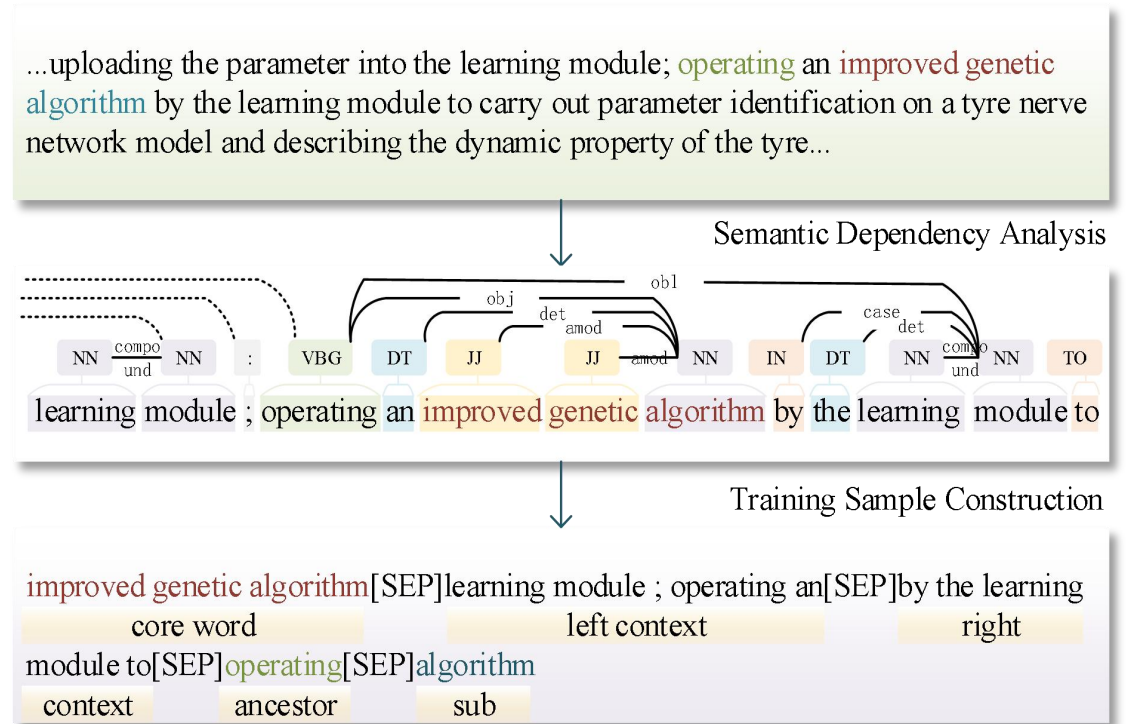 ...uploading the parameter into the learning module; operating an improved genetic
algorithm by the learning module to carry out parameter identification on a tyre nerve
network model and describing the dynamic property of the tyre...
Semantic Dependency Analysis
obl
obj
det
case
amod
det
compo
und
amod
compo
und
NN NN : VBG DT JJ JJ NN IN DT NN NN TO
learning module ; operating an improved genetic algorithm by the learning module to
Training Sample Construction
improved genetic algorithm[SEP]learning module ; operating an[SEP]by the learning
core word left context right
module to[SEP]operating[SEP]algorithm
context ancestor sub